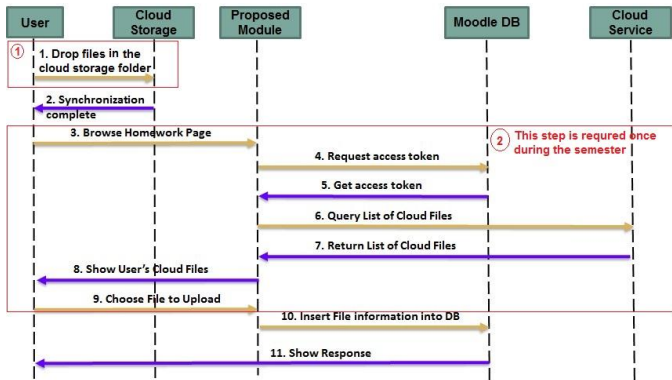 User
Cloud
Storage
Proposed
Module
Moodle DB
Cloud
Service
1
1. Drop files in the
cloud storage folder
2. Synchronization
complete
3. Browse Homework Page
2 This step is requred once
during the semester
4. Request access token
5. Get access token
6. Query List of Cloud Files
7. Return List of Cloud Files
8. Show User's Cloud Files
9. Choose File to Upload
10. Insert File information into DB
11. Show Response